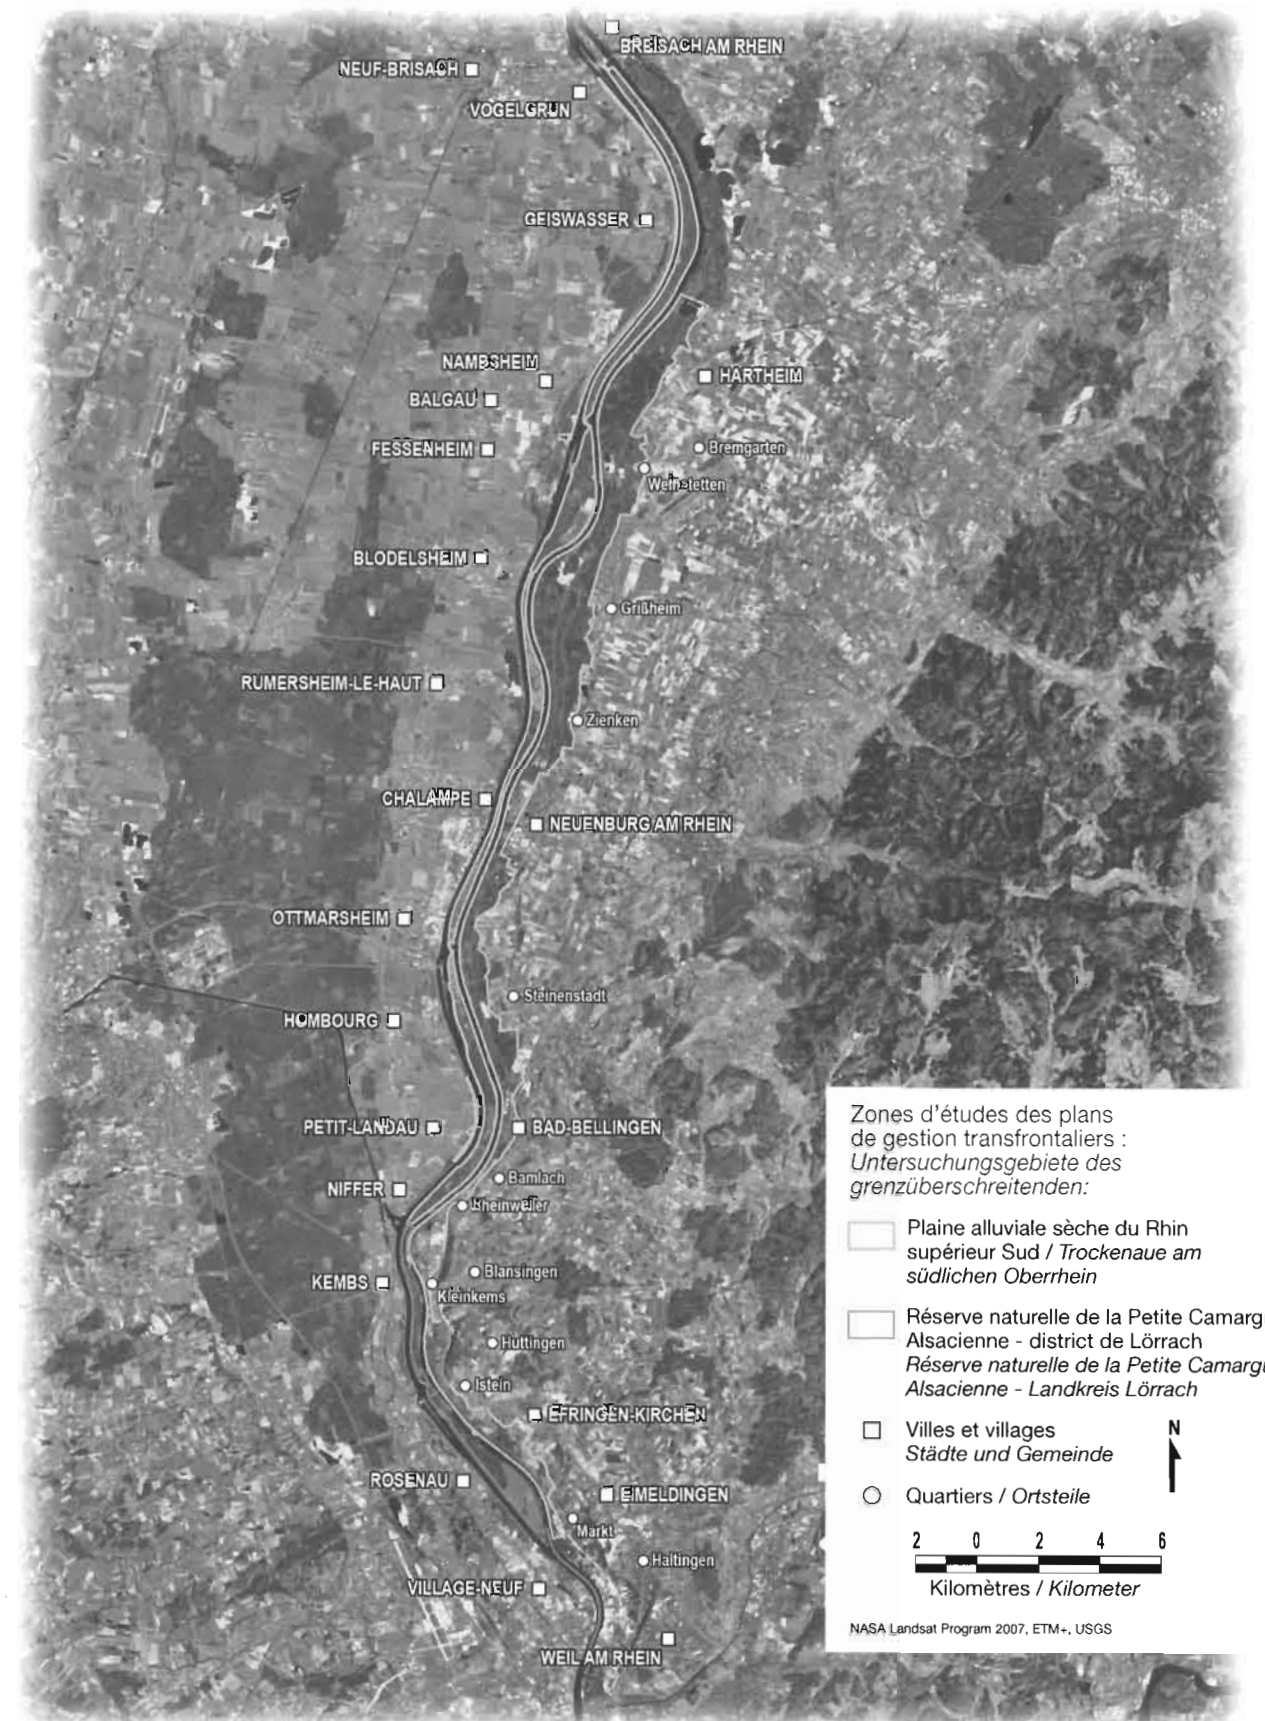 BREISACH AM RHEIN
NEUF-BRISACH
VOGELGRUN
GEISWASSER
NAMBSHEIM
HARTHEIM
BALGAU
FESSENHEIM
Bremgarten
Weinstetten
BLODELSHEIM
Grißheim
RUMERSHEIM-LE-HAUT
Zienken
CHALAMPE
NEUENBURG AM RHEIN
OTTMARSHEIM
Steinenstadt
HOMBOURG
PETIT-LANDAU
BAD-BELLINGEN
Bamlach
NIFFER
Rheinweiler
Blansingen
KEMBS
Kleinkems
Huttingen
Istein
EFRINGEN-KIRCHEN
ROSENAU
EIMELDINGEN
Markt
Haltingen
VILLAGE-NEUF
WEIL AM RHEIN
Zones d'études des plans
de gestion transfrontaliers :
Untersuchungsgebiete des
grenzüberschreitenden:
Plaine alluviale sèche du Rhin
supérieur Sud / Trockenaue am
südlichen Oberrhein
Réserve naturelle de la Petite Camargu
Alsacienne - district de Lörrach
Réserve naturelle de la Petite Camargu
Alsacienne - Landkreis Lörrach
Villes et villages
Städte und Gemeinde
N
Quartiers / Ortsteile
2 0 2 4 6
Kilomètres / Kilometer
NASA Landsat Program 2007, ETM+, USGS